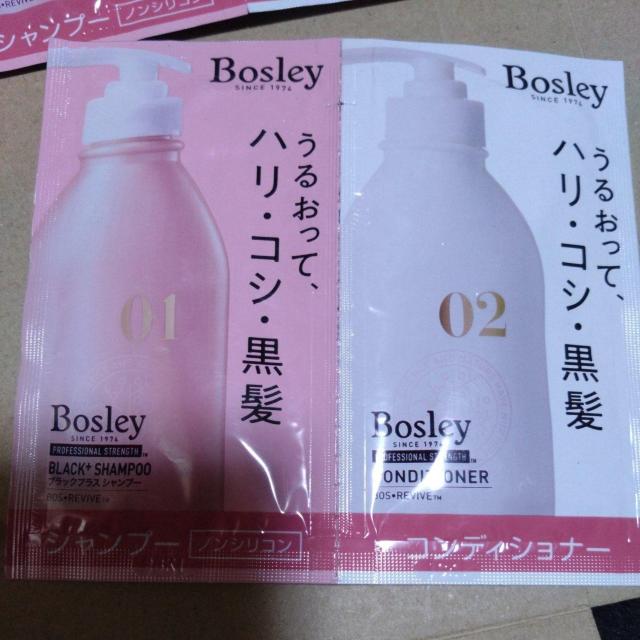 シャンプー ノンシリコン
Bosley
SINCE 1974
うるおって、
ハリ・コシ・黒髪
01
Bosley
SINCE 1974
PROFESSIONAL STRENGTH™
BLACK+ SHAMPOO
ブラックプラス シャンプー
BOS•REVIVE™
シャンプー ノンシリコン
Bosley
SINCE 1974
うるおって、
ハリ・コシ・黒髪
02
Bosley
SINCE 1974
PROFESSIONAL STRENGTH™
CONDITIONER
BOS•REVIVE™
コンディショナー